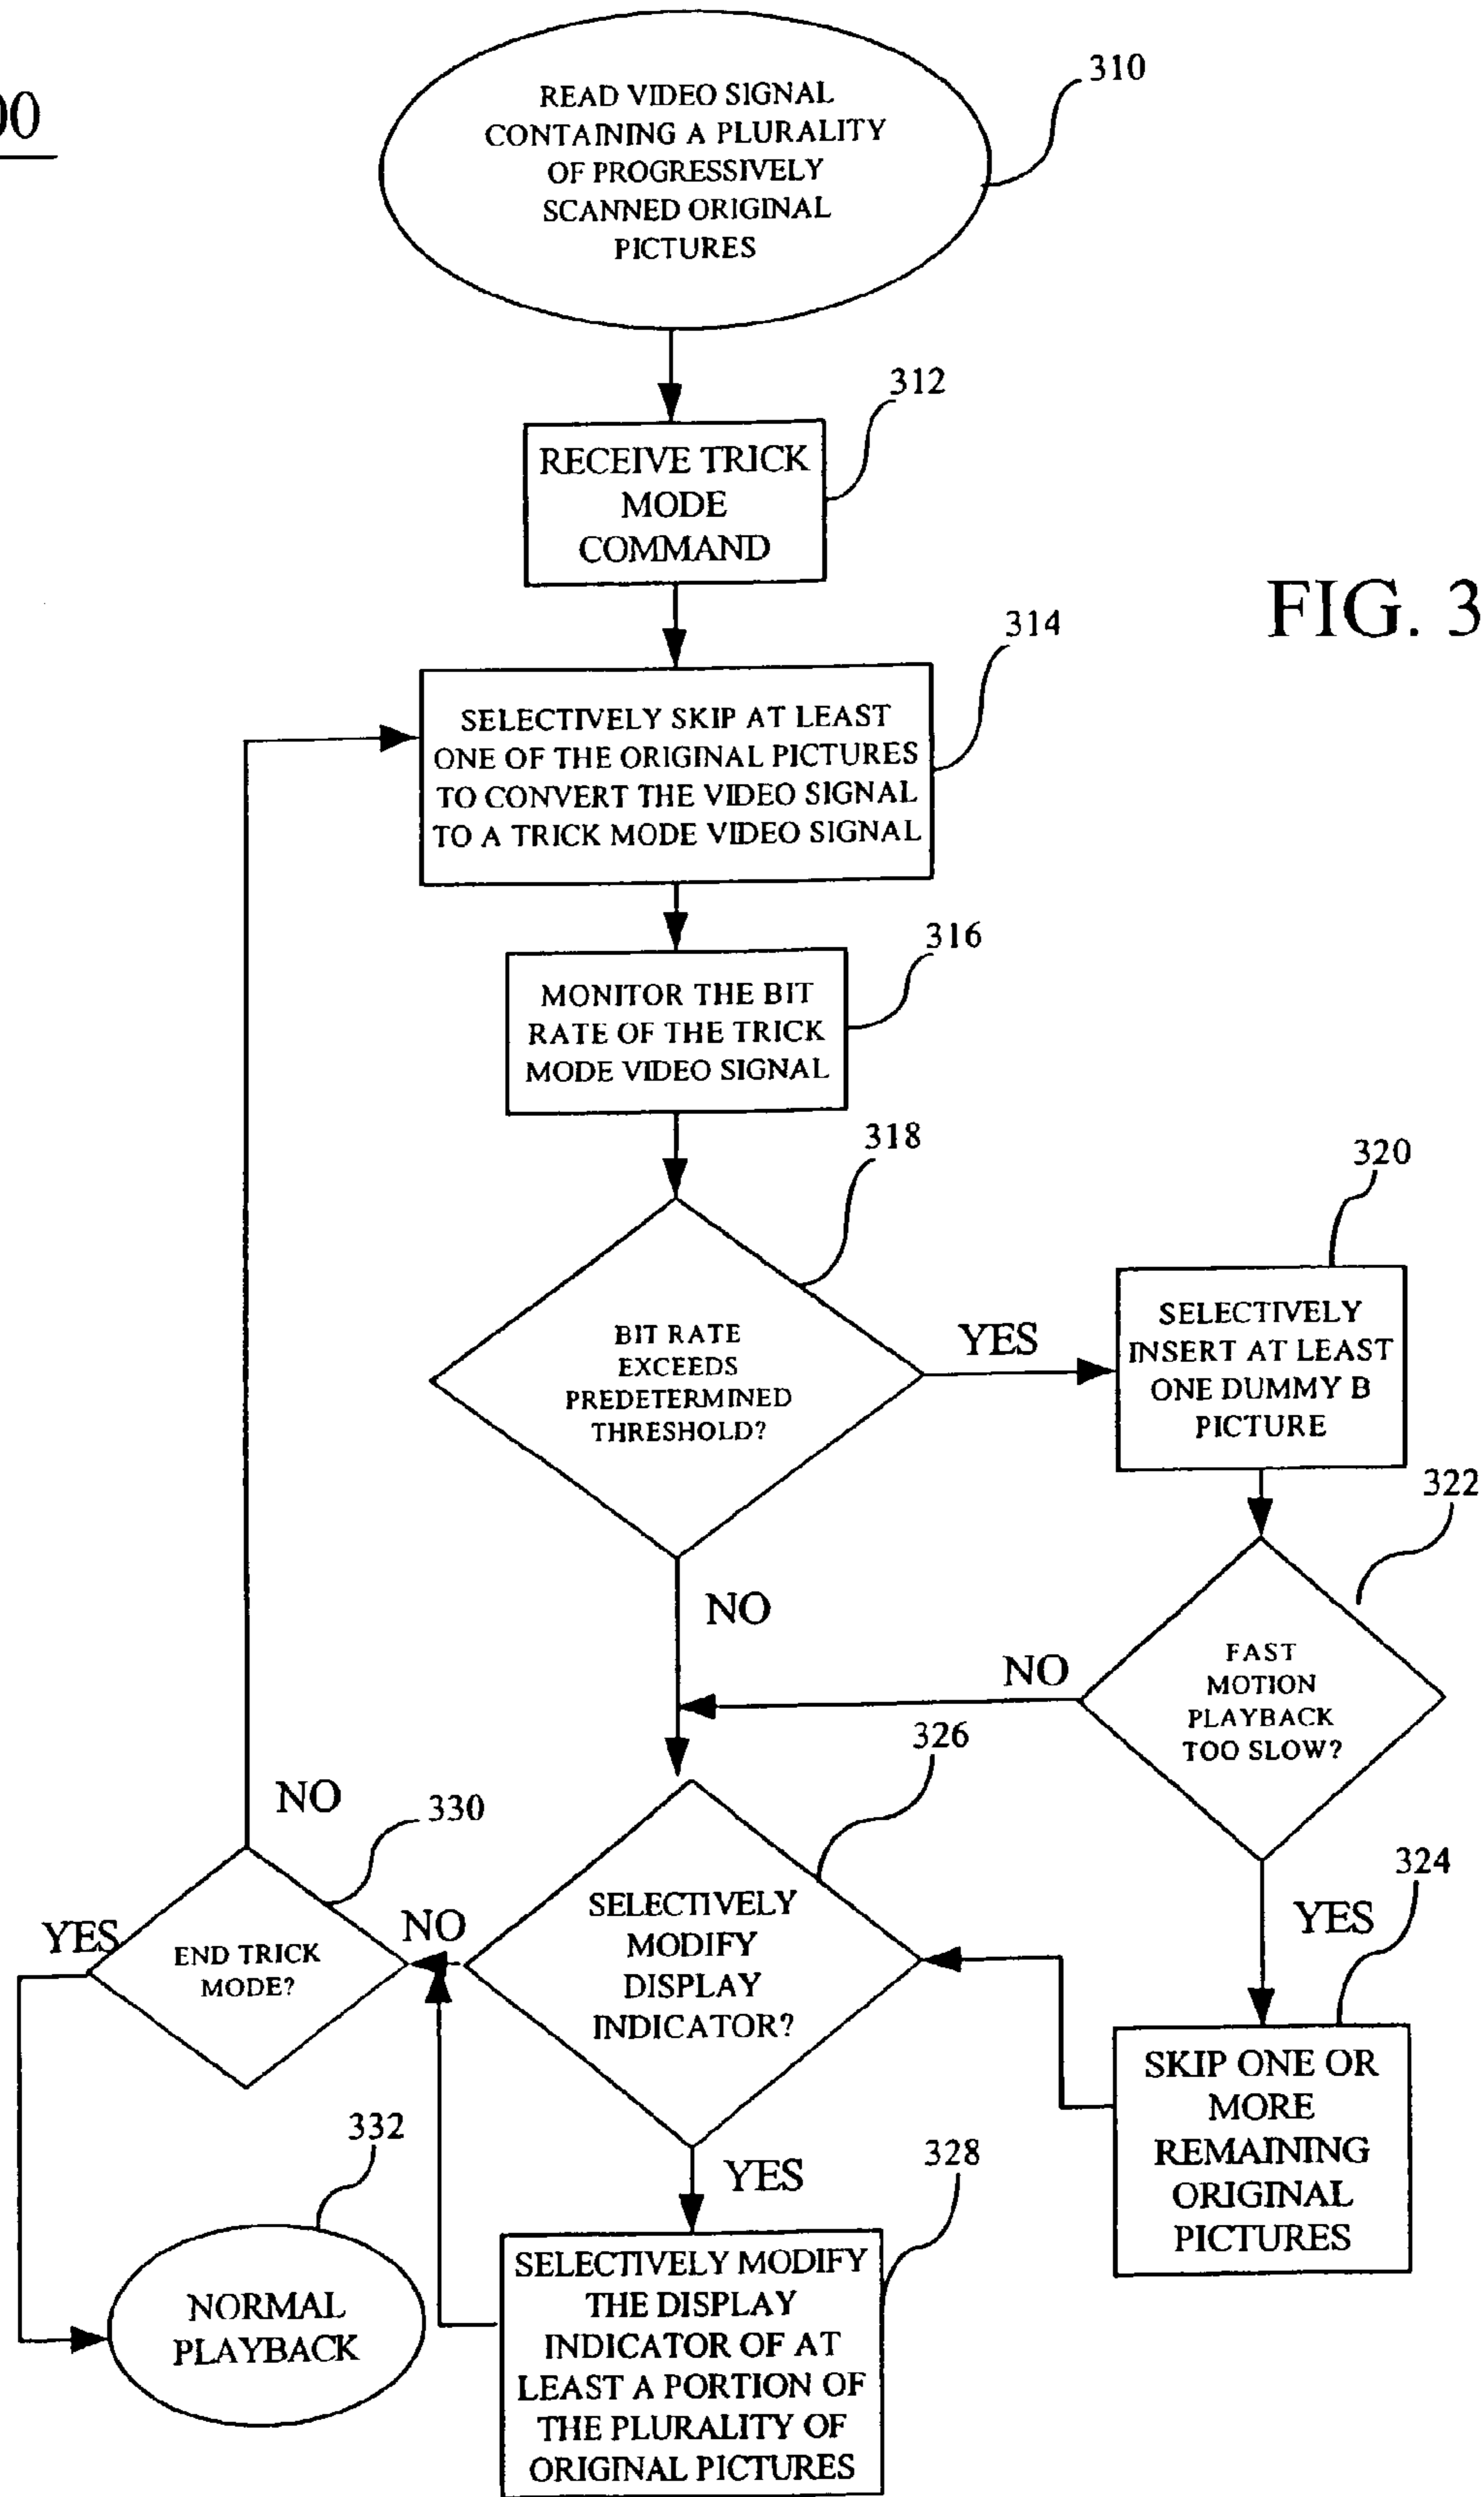 00
READ VIDEO SIGNAL
CONTAINING A PLURALITY
OF PROGRESSIVELY
SCANNED ORIGINAL
PICTURES
310
312
RECEIVE TRICK
MODE
COMMAND
FIG. 3
314
SELECTIVELY SKIP AT LEAST
ONE OF THE ORIGINAL PICTURES
TO CONVERT THE VIDEO SIGNAL
TO A TRICK MODE VIDEO SIGNAL
316
MONITOR THE BIT
RATE OF THE TRICK
MODE VIDEO SIGNAL
318
BIT RATE
EXCEEDS
PREDETERMINED
THRESHOLD?
YES
320
SELECTIVELY
INSERT AT LEAST
ONE DUMMY B
PICTURE
322
NO
FAST
MOTION
PLAYBACK
TOO SLOW?
NO
326
YES
324
SELECTIVELY
MODIFY
DISPLAY
INDICATOR?
NO
330
NO
YES
END TRICK
MODE?
SKIP ONE OR
MORE
REMAINING
ORIGINAL
PICTURES
332
NORMAL
PLAYBACK
YES
328
SELECTIVELY MODIFY
THE DISPLAY
INDICATOR OF AT
LEAST A PORTION OF
THE PLURALITY OF
ORIGINAL PICTURES